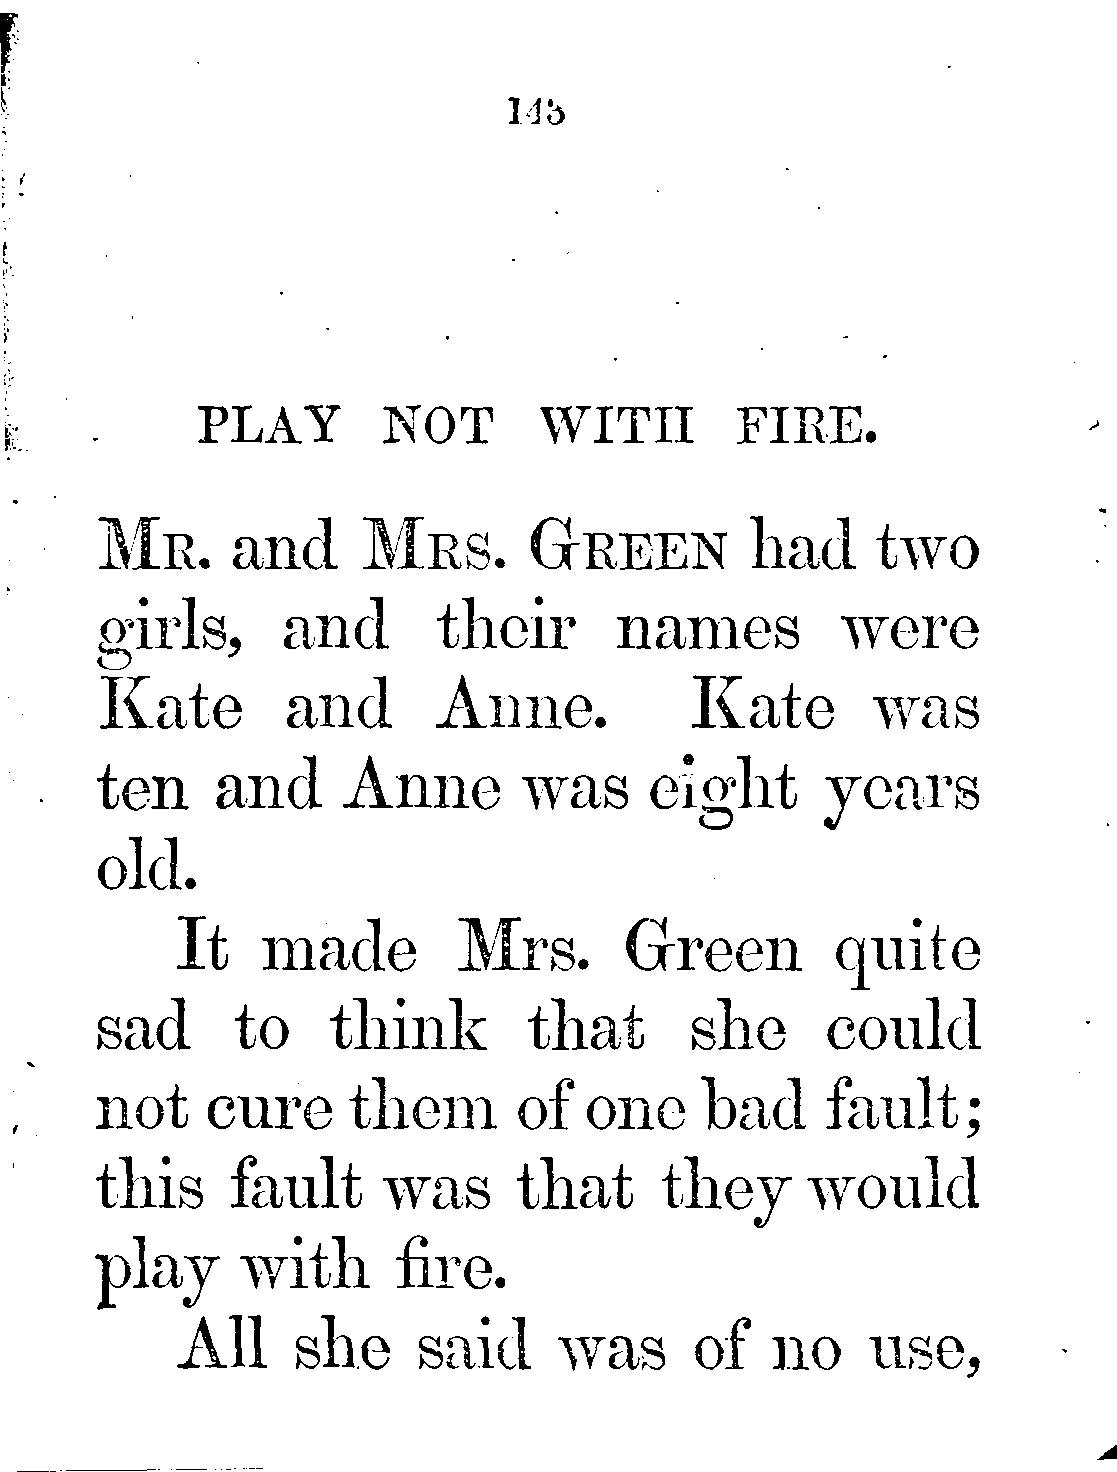 145
PLAY NOT WITH FIRE.
MR. and MRS. GREEN had two
girls, and their names were
Kate and Anne. Kate was
ten and Anne was eight years
old.
It made Mrs. Green quite
sad to think that she could
not cure them of one bad fault;
this fault was that they would
play with fire.
All she said was of no use,